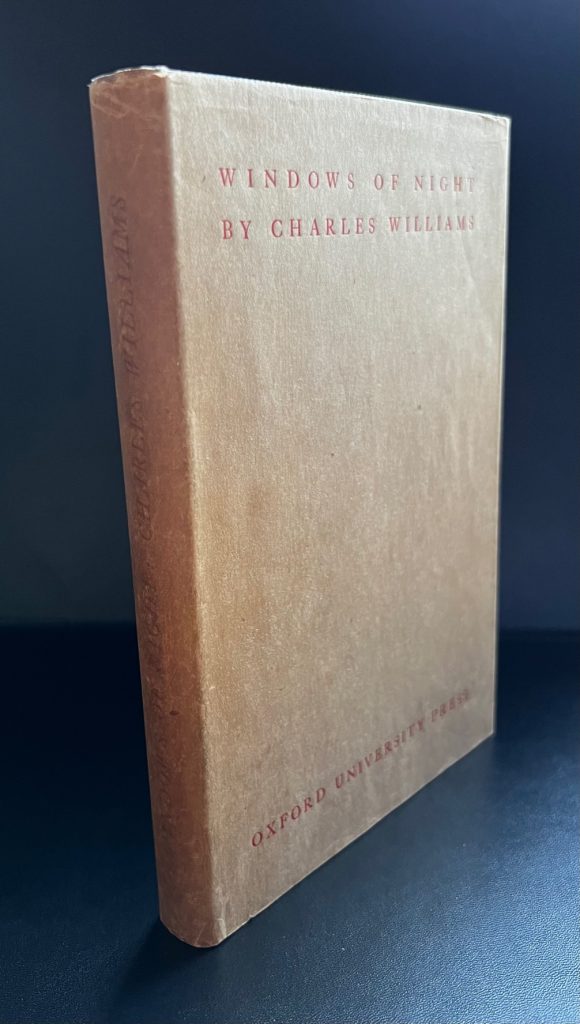 WINDOWS OF NIGHT
BY CHARLES WILLIAMS
OXFORD UNIVERSITY PRESS
CHARLES WILLIAMS